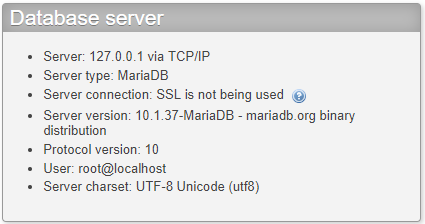 Database server
Server: 127.0.0.1 via TCP/IP
Server type: MariaDB
Server connection: SSL is not being used
Server version: 10.1.37-MariaDB - mariadb.org binary
distribution
Protocol version: 10
User: root@localhost
Server charset: UTF-8 Unicode (utf8)